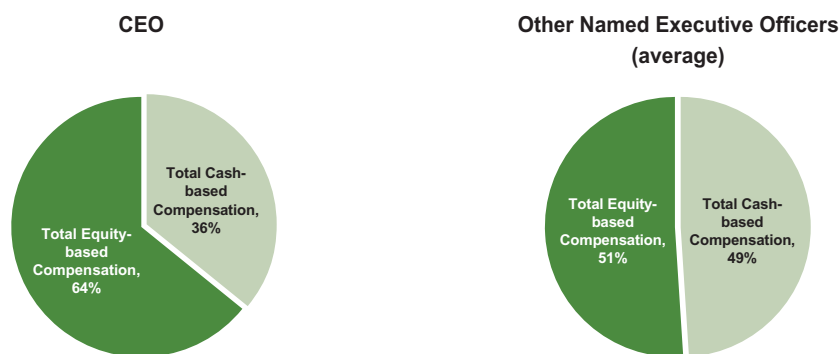 CEO
Total Cash-
based
Compensation,
36%
Total Equity-
based
Compensation,
64%
Other Named Executive Officers
(average)
Total Equity-
based
Compensation,
51%
Total Cash-
based
Compensation,
49%